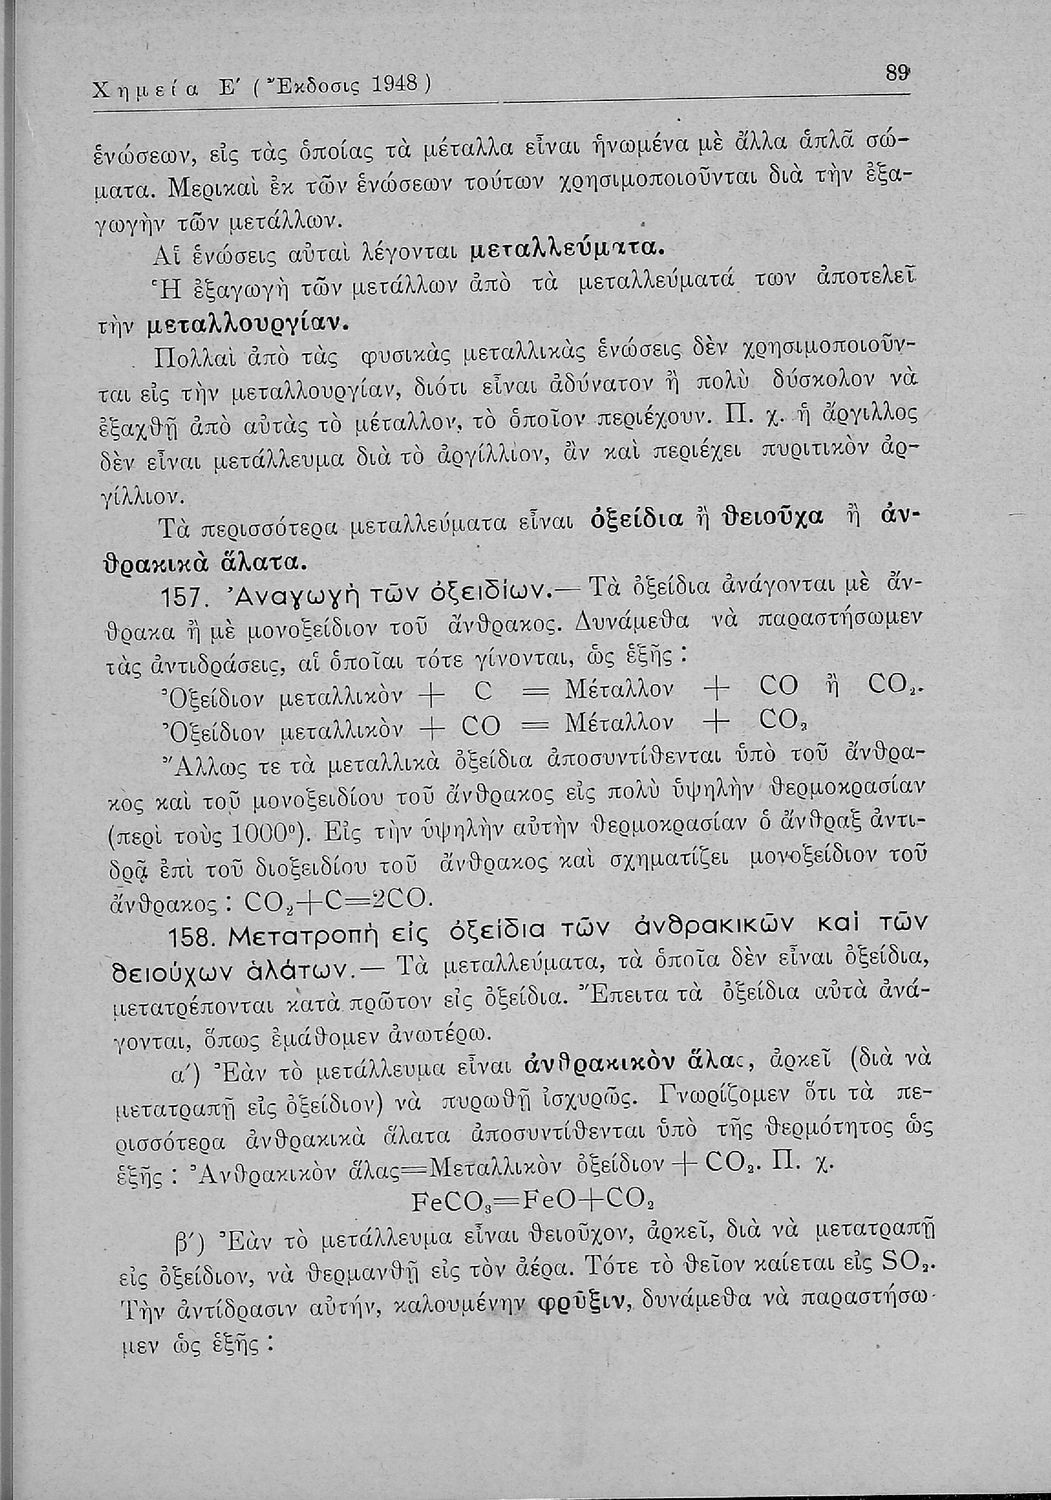 Χημεία Ε΄ (Ἔκδοσις 1948) 89
ἑνώσεων, εἰς τὰς ὁποίας τὰ μέταλλα εἶναι ἡνωμένα μὲ ἄλλα ἁπλᾶ σώ-
ματα. Μερικαὶ ἐκ τῶν ἑνώσεων τούτων χρησιμοποιοῦνται διὰ τὴν ἐξα-
γωγὴν τῶν μετάλλων.
Αἱ ἑνώσεις αὗται λέγονται μεταλλεύματα.
Ἡ ἐξαγωγὴ τῶν μετάλλων ἀπὸ τὰ μεταλλεύματά των ἀποτελεῖ
τὴν μεταλλουργίαν.
Πολλαὶ ἀπὸ τὰς φυσικὰς μεταλλικὰς ἑνώσεις δὲν χρησιμοποιοῦν-
ται εἰς τὴν μεταλλουργίαν, διότι εἶναι ἀδύνατον ἢ πολὺ δύσκολον νὰ
ἐξαχθῇ ἀπὸ αὐτὰς τὸ μέταλλον, τὸ ὁποῖον περιέχουν. Π. χ. ἡ ἄργιλλος
δὲν εἶναι μετάλλευμα διὰ τὸ ἀργίλλιον, ἂν καὶ περιέχει πυριτικὸν ἀρ-
γίλλιον.
Τὰ περισσότερα μεταλλεύματα εἶναι ὀξείδια ἢ θειοῦχα ἢ ἀν-
θρακικὰ ἅλατα.
157. Ἀναγωγὴ τῶν ὀξειδίων.— Τὰ ὀξείδια ἀνάγονται μὲ ἄν-
θρακα ἢ μὲ μονοξείδιον τοῦ ἄνθρακος. Δυνάμεθα νὰ παραστήσωμεν
τὰς ἀντιδράσεις, αἱ ὁποῖαι τότε γίνονται, ὡς ἑξῆς :
Ὀξείδιον μεταλλικὸν + C = Μέταλλον + CO ἢ CO₂.
Ὀξείδιον μεταλλικὸν + CO = Μέταλλον + CO₂
Ἄλλως τε τὰ μεταλλικὰ ὀξείδια ἀποσυντίθενται ὑπὸ τοῦ ἄνθρα-
κος καὶ τοῦ μονοξειδίου τοῦ ἄνθρακος εἰς πολὺ ὑψηλὴν θερμοκρασίαν
(περὶ τοὺς 1000°). Εἰς τὴν ὑψηλὴν αὐτὴν θερμοκρασίαν ὁ ἄνθραξ ἀντι-
δρᾷ ἐπὶ τοῦ διοξειδίου τοῦ ἄνθρακος καὶ σχηματίζει μονοξείδιον τοῦ
ἄνθρακος : CO₂+C=2CO.
158. Μετατροπὴ εἰς ὀξείδια τῶν ἀνθρακικῶν καὶ τῶν
θειούχων ἁλάτων.— Τὰ μεταλλεύματα, τὰ ὁποῖα δὲν εἶναι ὀξείδια,
μετατρέπονται κατὰ πρῶτον εἰς ὀξείδια. Ἔπειτα τὰ ὀξείδια αὐτὰ ἀνά-
γονται, ὅπως ἐμάθομεν ἀνωτέρω.
α΄) Ἐὰν τὸ μετάλλευμα εἶναι ἀνθρακικὸν ἅλας, ἀρκεῖ (διὰ νὰ
μετατραπῇ εἰς ὀξείδιον) νὰ πυρωθῇ ἰσχυρῶς. Γνωρίζομεν ὅτι τὰ πε-
ρισσότερα ἀνθρακικὰ ἅλατα ἀποσυντίθενται ὑπὸ τῆς θερμότητος ὡς
ἑξῆς : Ἀνθρακικὸν ἅλας=Μεταλλικὸν ὀξείδιον + CO₂. Π. χ.
FeCO₃=FeO+CO₂
β΄) Ἐὰν τὸ μετάλλευμα εἶναι θειοῦχον, ἀρκεῖ, διὰ νὰ μετατραπῇ
εἰς ὀξείδιον, νὰ θερμανθῇ εἰς τὸν ἀέρα. Τότε τὸ θεῖον καίεται εἰς SO₂.
Τὴν ἀντίδρασιν αὐτήν, καλουμένην φρῦξιν, δυνάμεθα νὰ παραστήσω-
μεν ὡς ἑξῆς :